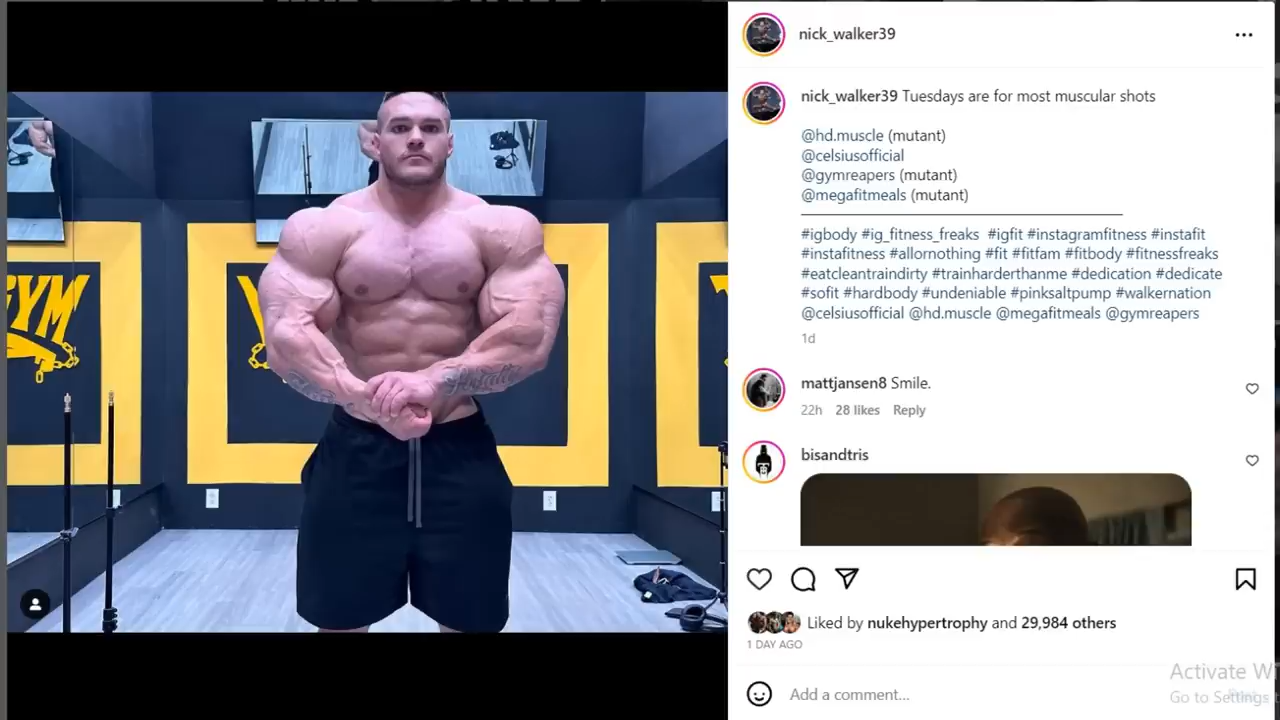 nick_walker39
nick_walker39 Tuesdays are for most muscular shots
@hd.muscle (mutant)
@celsiusofficial
@gymreapers (mutant)
@megafitmeals (mutant)
#igbody #ig_fitness_freaks #igfit #instagramfitness #instafit
#instafitness #allornothing #fit #fitfam #fitbody #fitnessfreaks
#eatcleantraindirty #trainharderthanme #dedication #dedicate
#sofit #hardbody #undeniable #pinksaltpump #walkernation
@celsiusofficial @hd.muscle @megafitmeals @gymreapers
1d
mattjansen8 Smile.
22h 28 likes Reply
bisandtris
Liked by nukehypertrophy and 29,984 others
1 DAY AGO
Add a comment...
Activate Wi
Go to Settings t
GYM